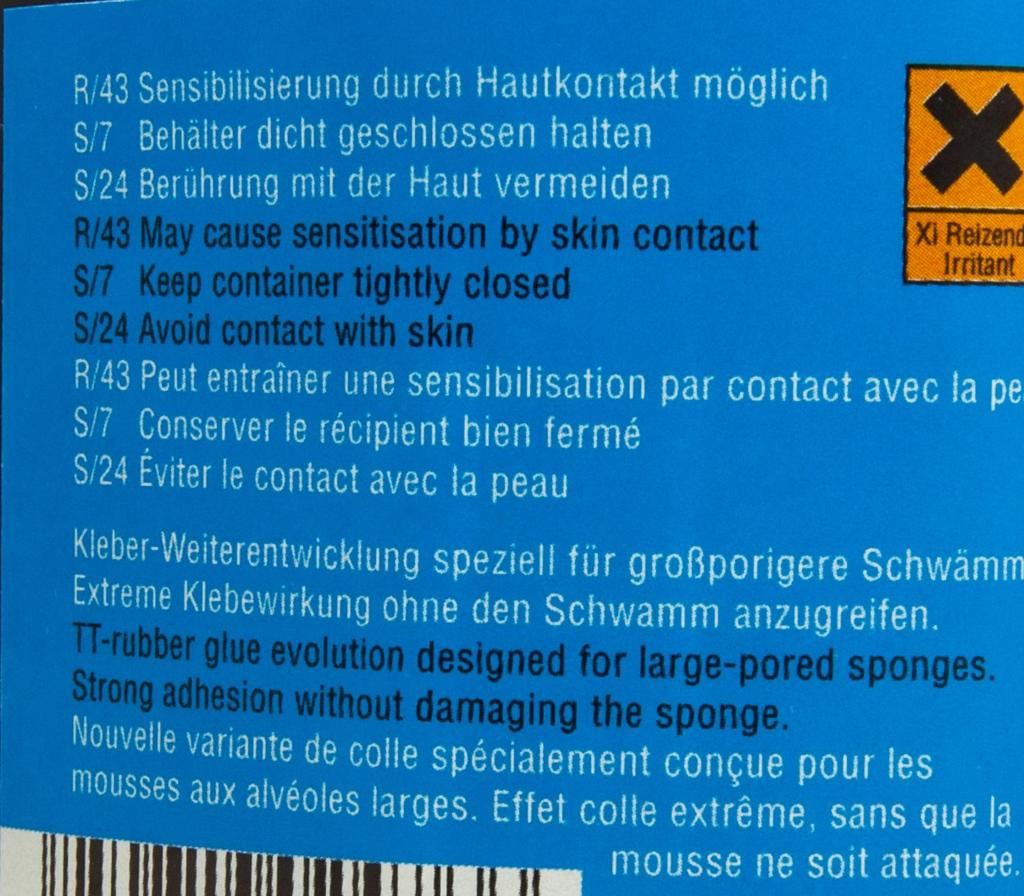 R/43 Sensibilisierung durch Hautkontakt möglich
S/7 Behälter dicht geschlossen halten
S/24 Berührung mit der Haut vermeiden
R/43 May cause sensitisation by skin contact
S/7 Keep container tightly closed
S/24 Avoid contact with skin
R/43 Peut entraîner une sensibilisation par contact avec la pe
S/7 Conserver le récipient bien fermé
S/24 Éviter le contact avec la peau
Xi Reizend
Irritant
Kleber-Weiterentwicklung speziell für großporigere Schwämm
Extreme Klebewirkung ohne den Schwamm anzugreifen.
TT-rubber glue evolution designed for large-pored sponges.
Strong adhesion without damaging the sponge.
Nouvelle variante de colle spécialement conçue pour les
mousses aux alvéoles larges. Effet colle extrême, sans que la
mousse ne soit attaquée.